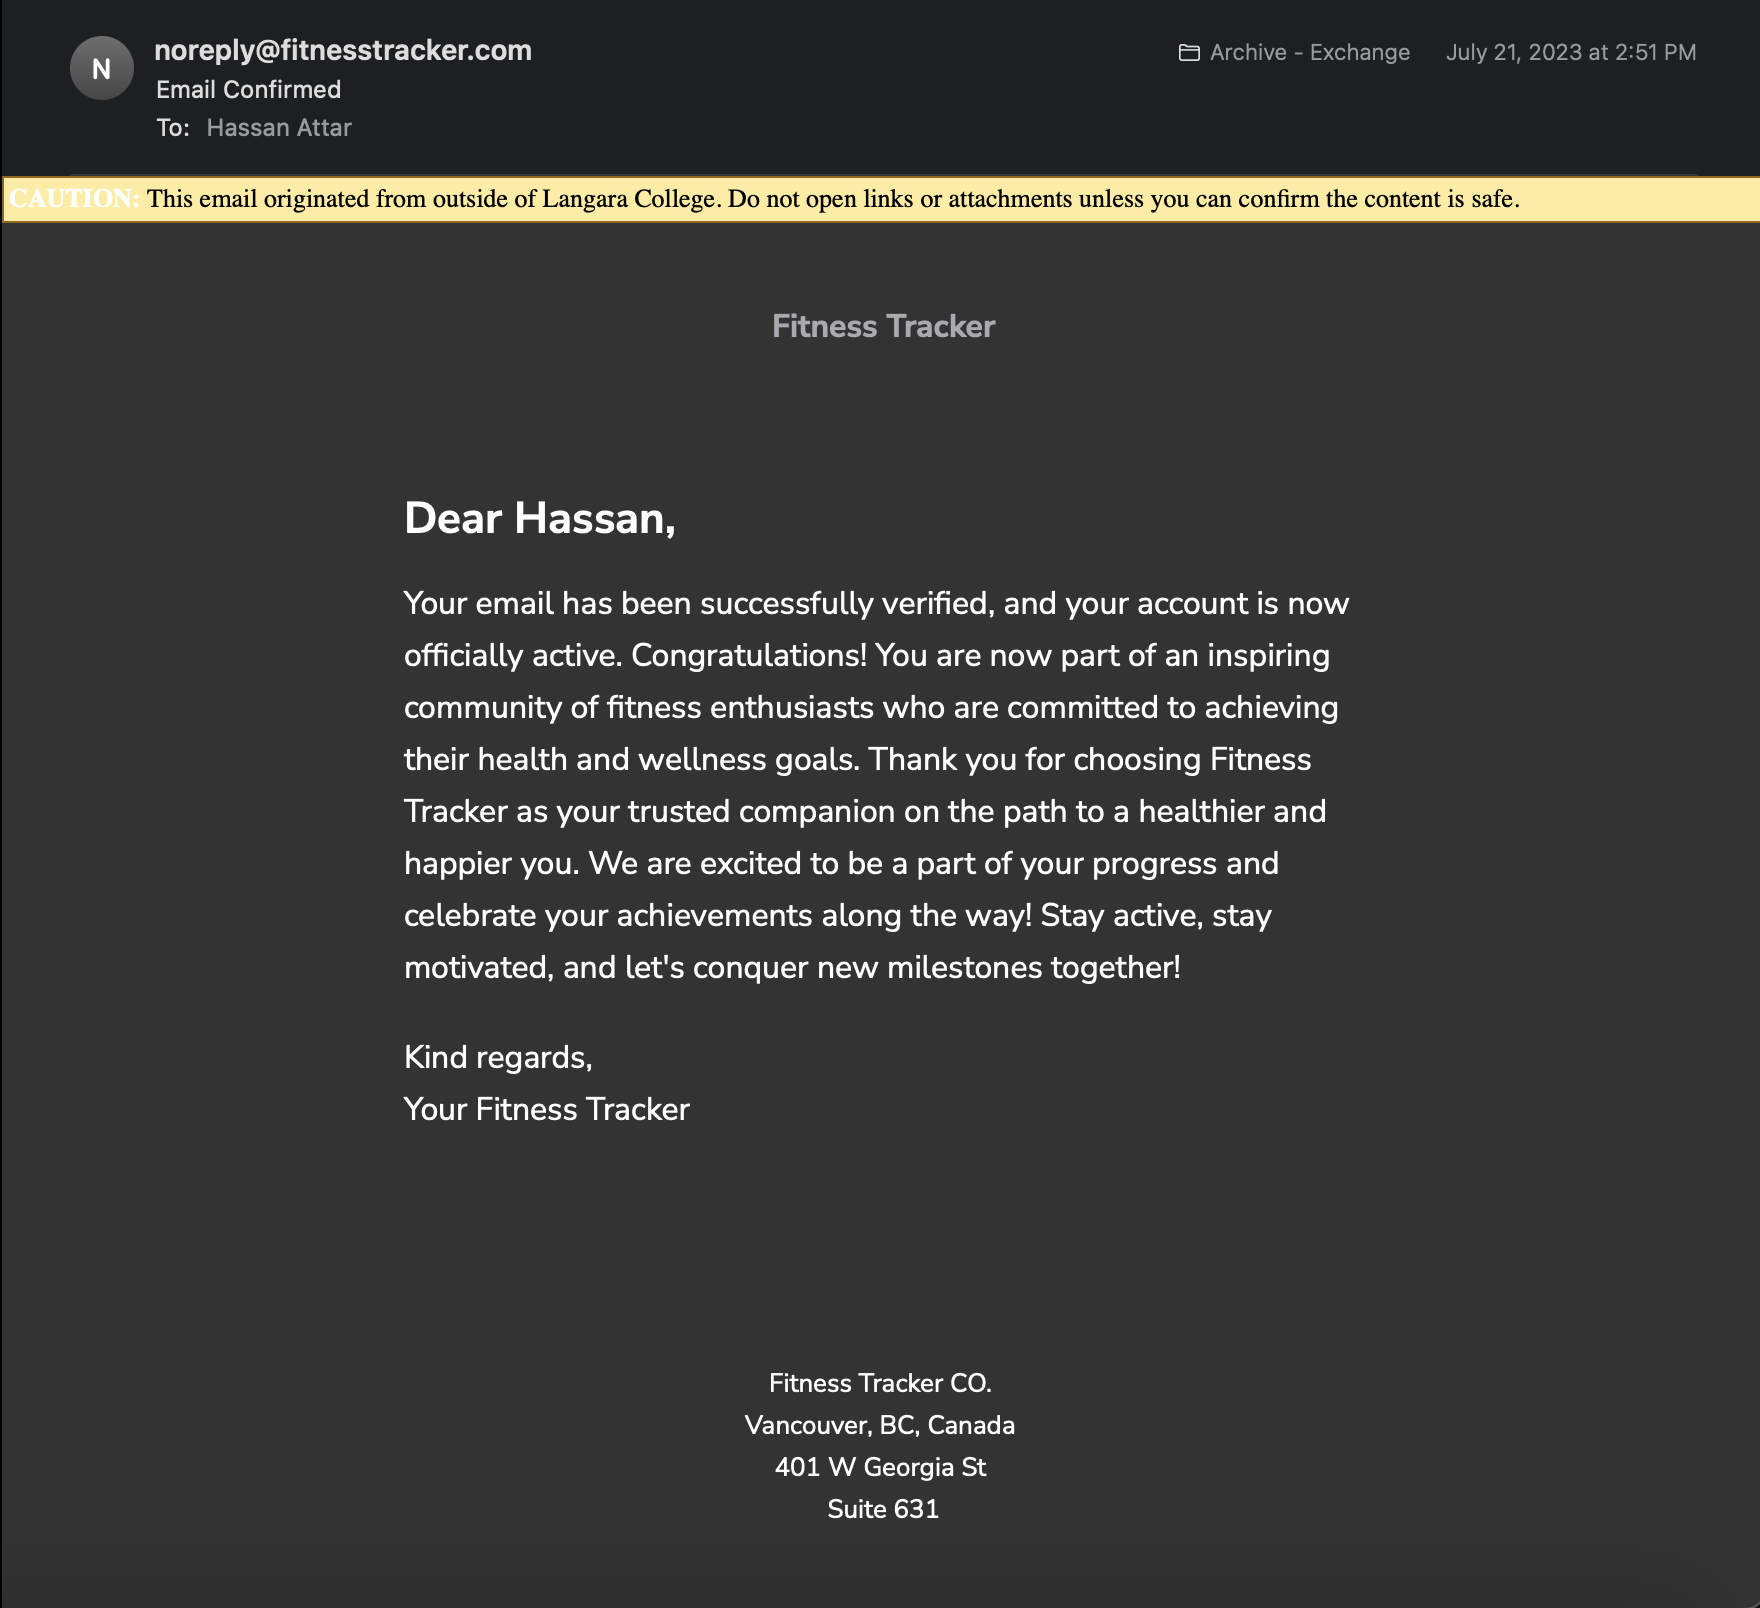 N
noreply@fitnesstracker.com
Archive - Exchange
July 21, 2023 at 2:51 PM
Email Confirmed
To: Hassan Attar
CAUTION: This email originated from outside of Langara College. Do not open links or attachments unless you can confirm the content is safe.
Fitness Tracker
Dear Hassan,
Your email has been successfully verified, and your account is now
officially active. Congratulations! You are now part of an inspiring
community of fitness enthusiasts who are committed to achieving
their health and wellness goals. Thank you for choosing Fitness
Tracker as your trusted companion on the path to a healthier and
happier you. We are excited to be a part of your progress and
celebrate your achievements along the way! Stay active, stay
motivated, and let's conquer new milestones together!
Kind regards,
Your Fitness Tracker
Fitness Tracker CO.
Vancouver, BC, Canada
401 W Georgia St
Suite 631